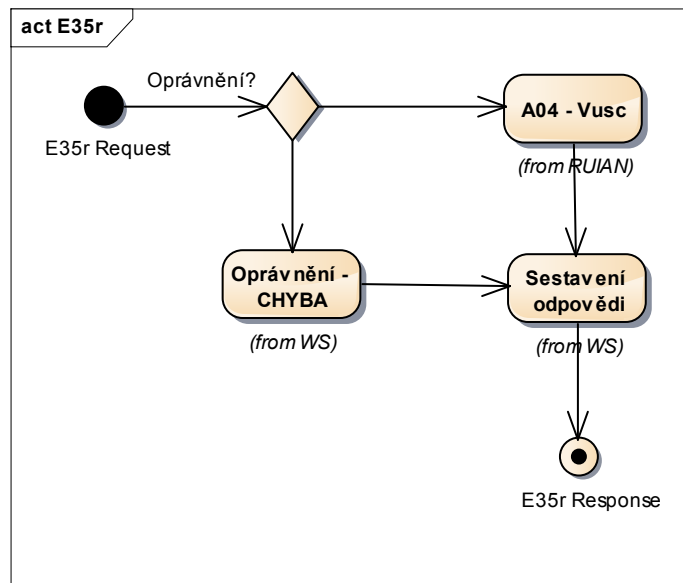 act E35r
Oprávnění?
E35r Request
A04 - Vusc
(from RUIAN)
Oprávnění -
CHYBA
(from WS)
Sestavení
odpovědi
(from WS)
E35r Response